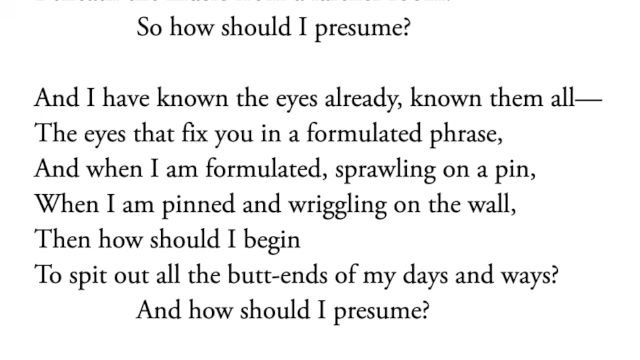 So how should I presume?
And I have known the eyes already, known them all—
The eyes that fix you in a formulated phrase,
And when I am formulated, sprawling on a pin,
When I am pinned and wriggling on the wall,
Then how should I begin
To spit out all the butt-ends of my days and ways?
And how should I presume?